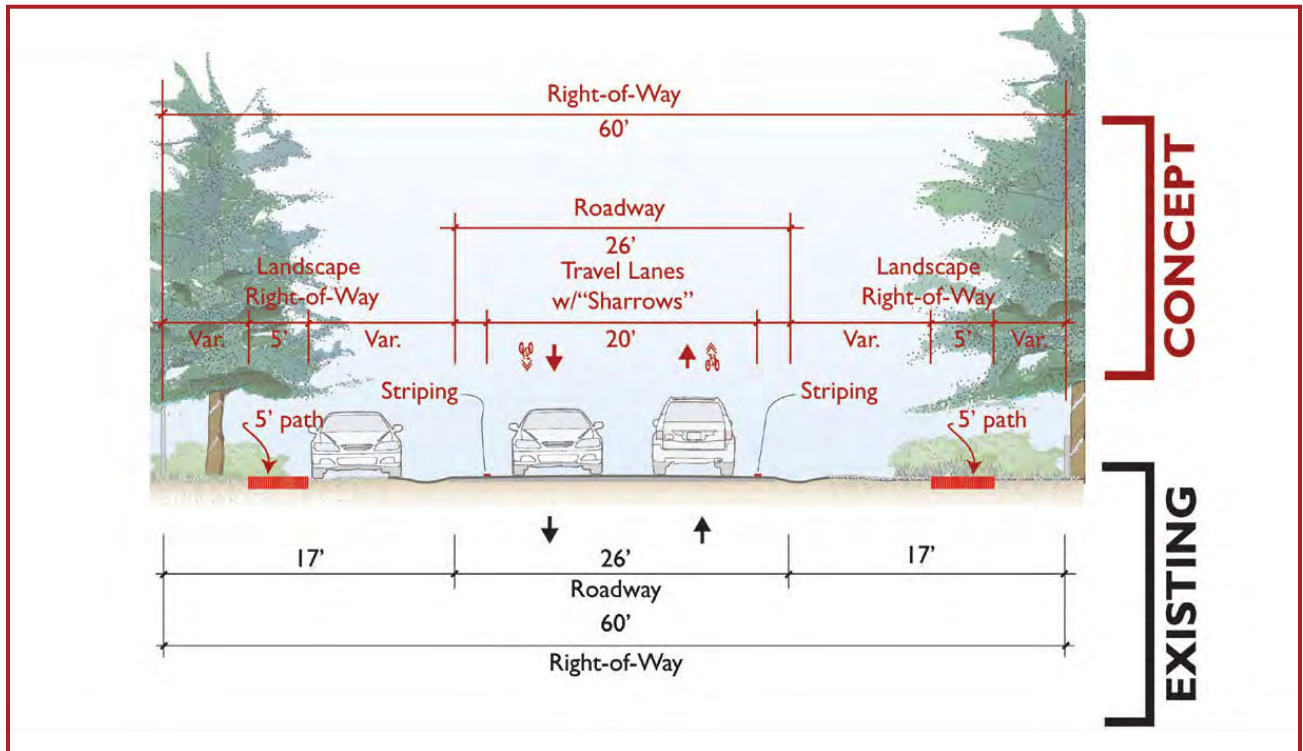 Right-of-Way
60’
Roadway
26’
Landscape
Right-of-Way
Travel Lanes
w/“Sharrows”
Landscape
Right-of-Way
Var.
5’
Var.
20’
Var.
5’
Var.
Striping
Striping
5’ path
5’ path
CONCEPT
17’
26’
17’
Roadway
60’
Right-of-Way
EXISTING